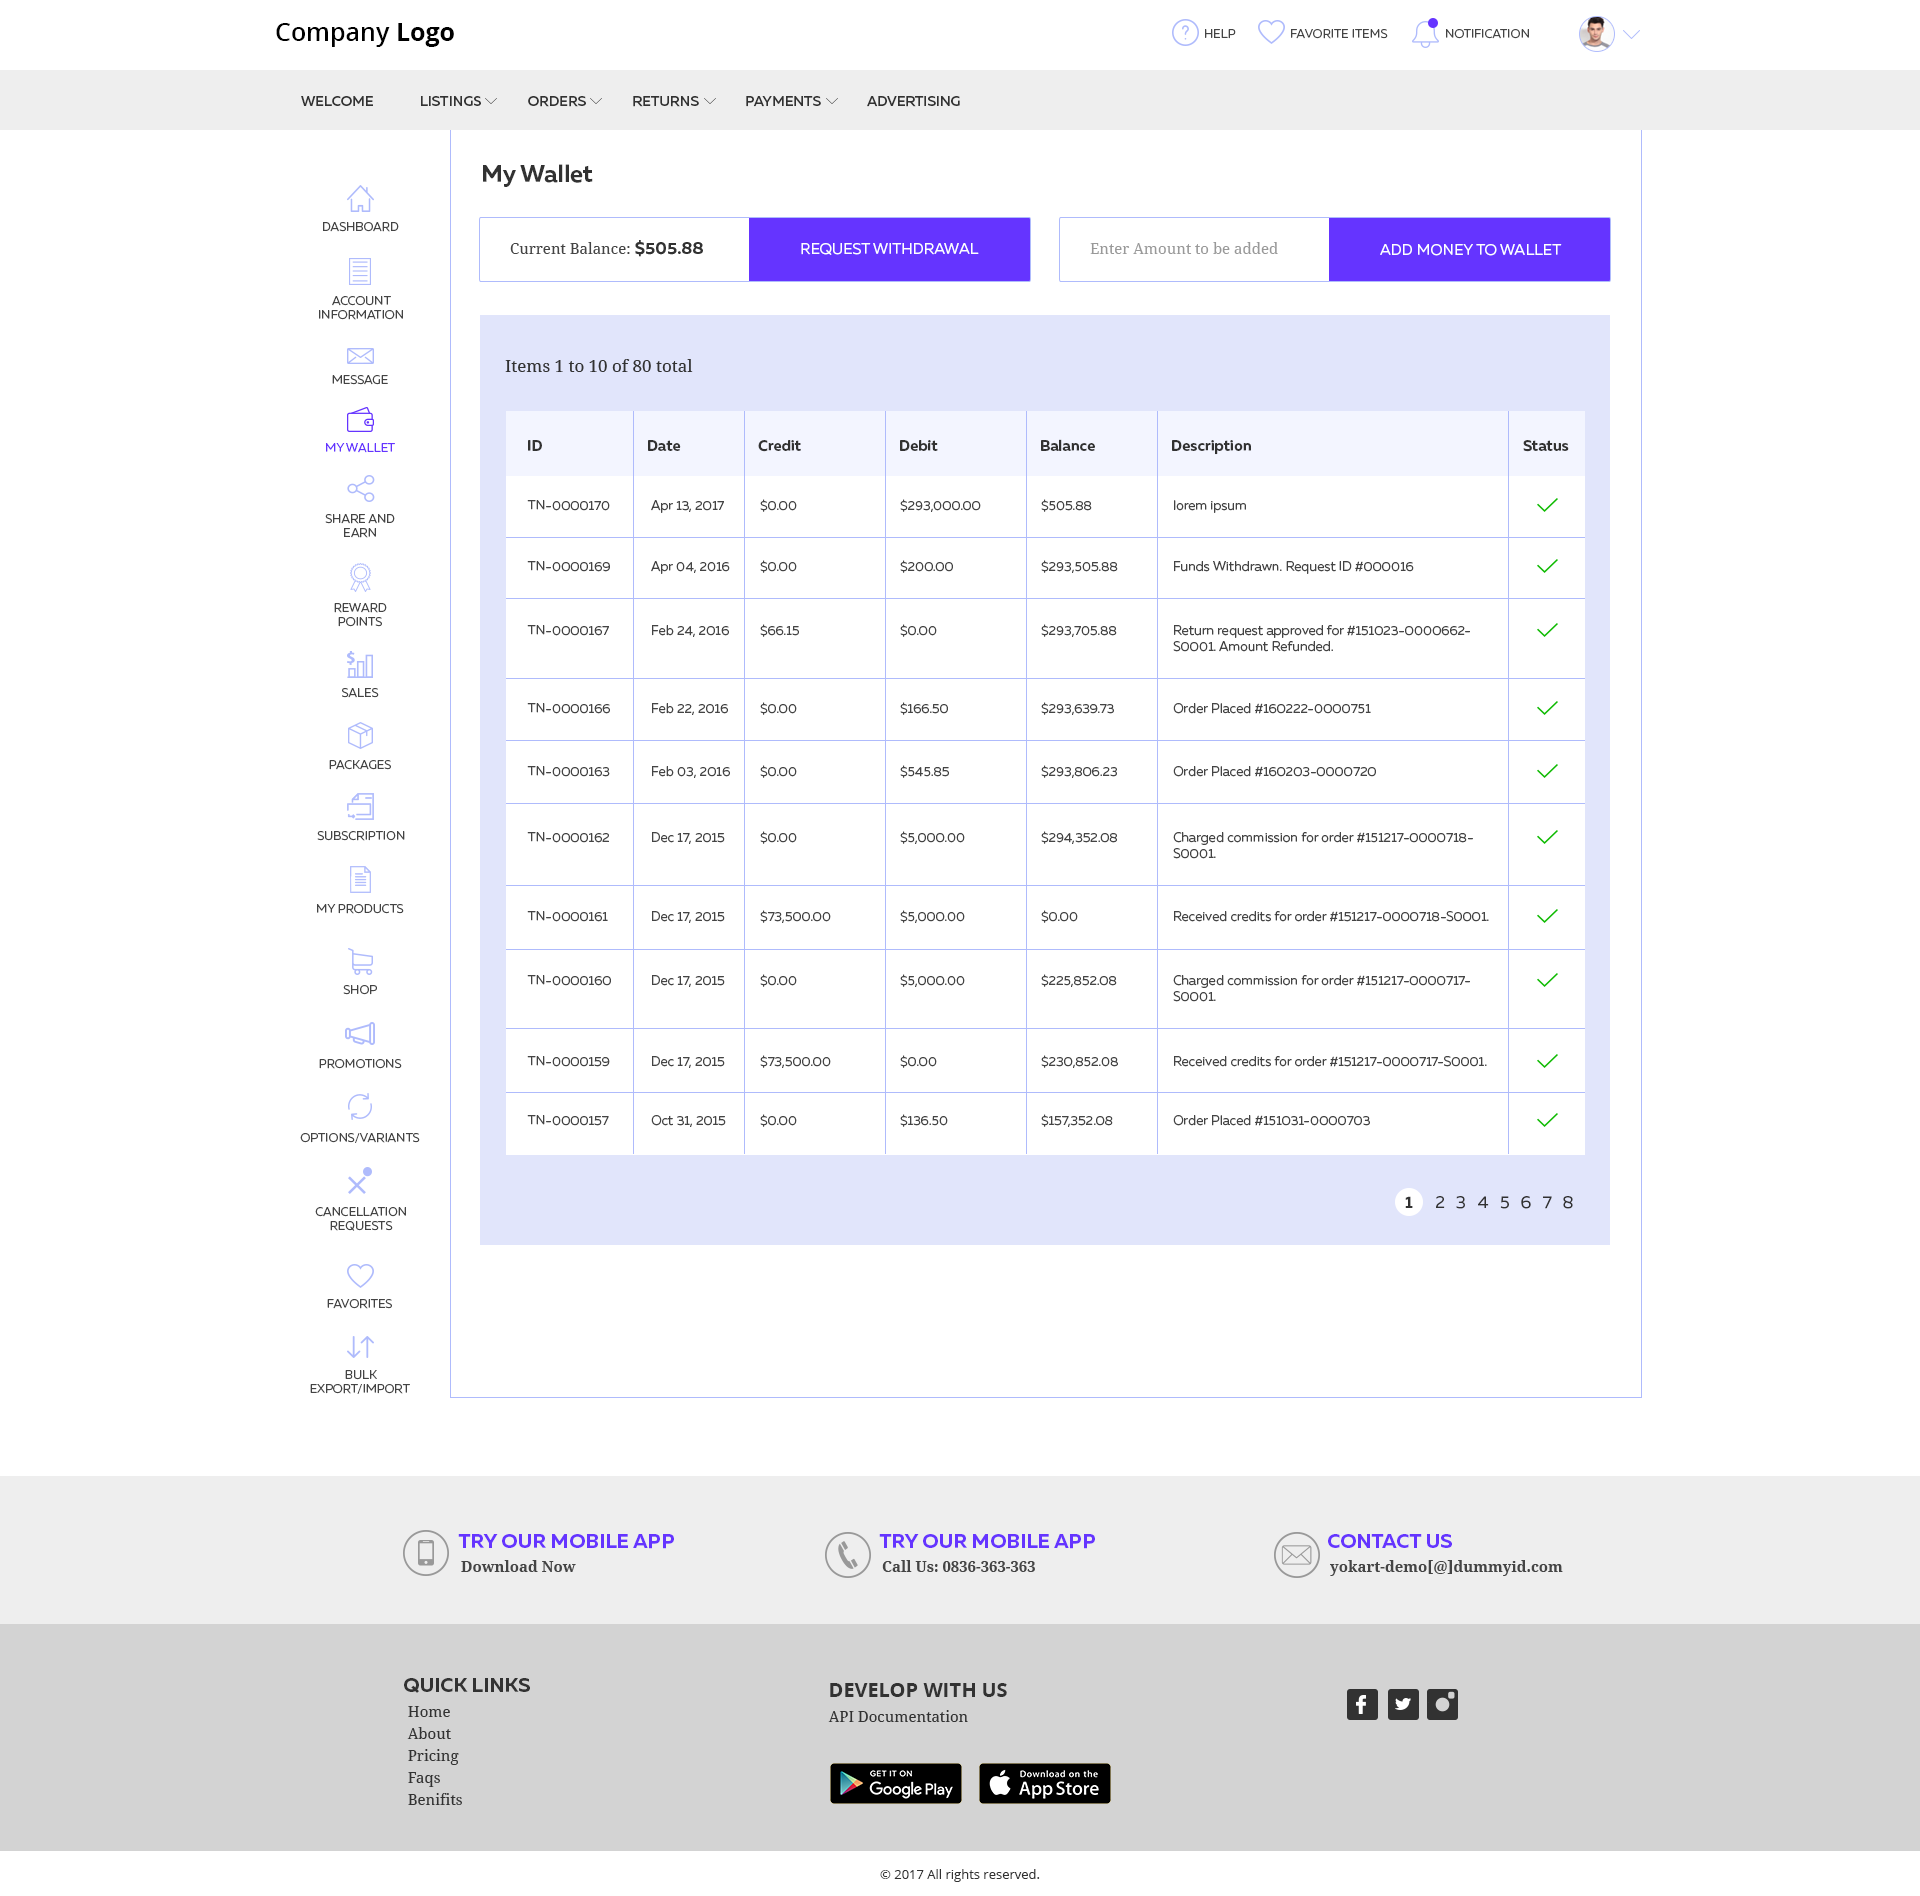 Company Logo
HELP
FAVORITE ITEMS
NOTIFICATION
WELCOME
LISTINGS
ORDERS
RETURNS
PAYMENTS
ADVERTISING
DASHBOARD
ACCOUNT
INFORMATION
MESSAGE
MY WALLET
SHARE AND
EARN
REWARD
POINTS
SALES
PACKAGES
SUBSCRIPTION
MY PRODUCTS
SHOP
PROMOTIONS
OPTIONS/VARIANTS
CANCELLATION
REQUESTS
FAVORITES
BULK
EXPORT/IMPORT
My Wallet
Current Balance: $505.88
REQUEST WITHDRAWAL
Enter Amount to be added
ADD MONEY TO WALLET
Items 1 to 10 of 80 total
ID Date Credit Debit Balance Description Status
TN-0000170 Apr 13, 2017 $0.00 $293,000.00 $505.88 lorem ipsum
TN-0000169 Apr 04, 2016 $0.00 $200.00 $293,505.88 Funds Withdrawn. Request ID #000016
TN-0000167 Feb 24, 2016 $66.15 $0.00 $293,705.88 Return request approved for #151023-0000662-
S0001. Amount Refunded.
TN-0000166 Feb 22, 2016 $0.00 $166.50 $293,639.73 Order Placed #160222-0000751
TN-0000163 Feb 03, 2016 $0.00 $545.85 $293,806.23 Order Placed #160203-0000720
TN-0000162 Dec 17, 2015 $0.00 $5,000.00 $294,352.08 Charged commission for order #151217-0000718-
S0001.
TN-0000161 Dec 17, 2015 $73,500.00 $5,000.00 $0.00 Received credits for order #151217-0000718-S0001.
TN-0000160 Dec 17, 2015 $0.00 $5,000.00 $225,852.08 Charged commission for order #151217-0000717-
S0001.
TN-0000159 Dec 17, 2015 $73,500.00 $0.00 $230,852.08 Received credits for order #151217-0000717-S0001.
TN-0000157 Oct 31, 2015 $0.00 $136.50 $157,352.08 Order Placed #151031-0000703
1 2 3 4 5 6 7 8
TRY OUR MOBILE APP
Download Now
TRY OUR MOBILE APP
Call Us: 0836-363-363
CONTACT US
yokart-demo[@]dummyid.com
QUICK LINKS
Home
About
Pricing
Faqs
Benifits
DEVELOP WITH US
API Documentation
GET IT ON
Google Play
Download on the
App Store
© 2017 All rights reserved.